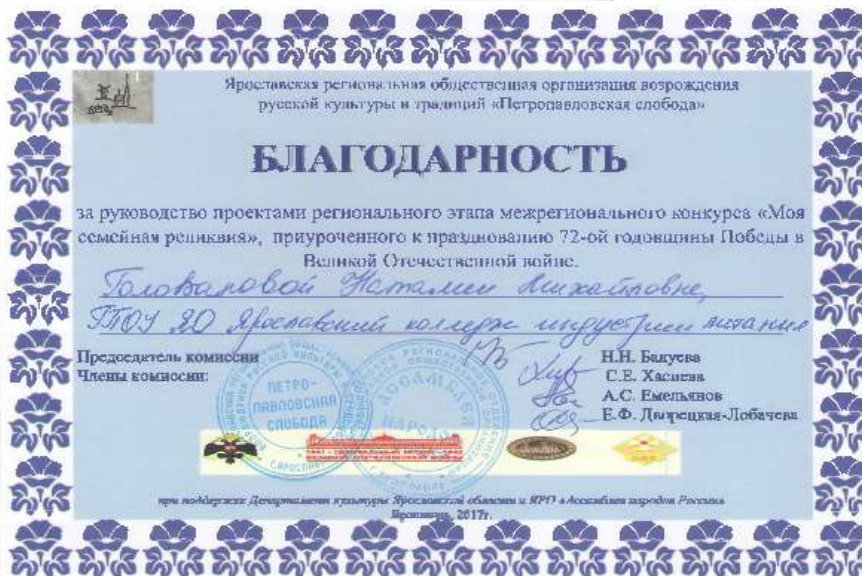 Ярославская региональная общественная организация возрождения
русской культуры и традиций «Петропавловская слобода»
БЛАГОДАРНОСТЬ
за руководство проектами регионального этапа межрегионального конкурса «Моя
семейная реликвия», приуроченного к празднованию 72-ой годовщины Победы в
Великой Отечественной войне.
Головановой Наталии Михайловне,
ГПОУ ЯО Ярославский колледж индустрии питания
Председатель комиссии
Н.Н. Балуева
Члены комиссии:
С.Е. Хасиева
А.С. Емельянов
Е.Ф. Дворецкая-Лобачева
ПЕТРО-
ПАВЛОВСКАЯ
СЛОБОДА
АССАМБЛЕЯ
НАРОДОВ
при поддержке Департамента культуры Ярославской области и ЯРО «Ассамблея народов России»
Ярославль, 2017г.